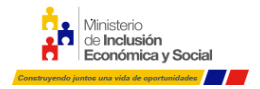 Ministerio
de Inclusión
Económica y Social
Construyendo juntos una vida de oportunidades